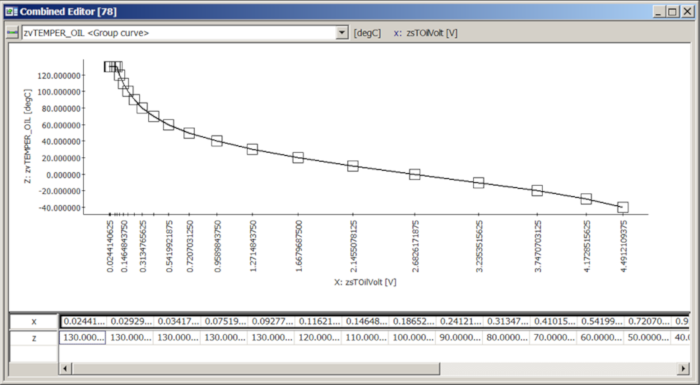 Combined Editor [78]
zvTEMPER_OIL <Group curve> [degC] x: zsTOilVolt [V]
Z: zvTEMPER_OIL [degC]
120.000000
100.000000
80.000000
60.000000
40.000000
20.000000
0.000000
-20.000000
-40.000000
0.0244140625 0.1464843750 0.3134765625 0.5419921875 0.7207031250 0.9589843750 1.2714843750 1.6679687500 2.1455078125 2.6826171875 3.2353515625 3.7470703125 4.1728515625 4.4912109375
X: zsTOilVolt [V]
x 0.02441... 0.02929... 0.03417... 0.07519... 0.09277... 0.11621... 0.14648... 0.18652... 0.24121... 0.31347... 0.41015... 0.54199... 0.72070... 0.9
z 130.000... 130.000... 130.000... 130.000... 130.000... 120.000... 110.000... 100.000... 90.0000... 80.0000... 70.0000... 60.0000... 50.0000... 40.0